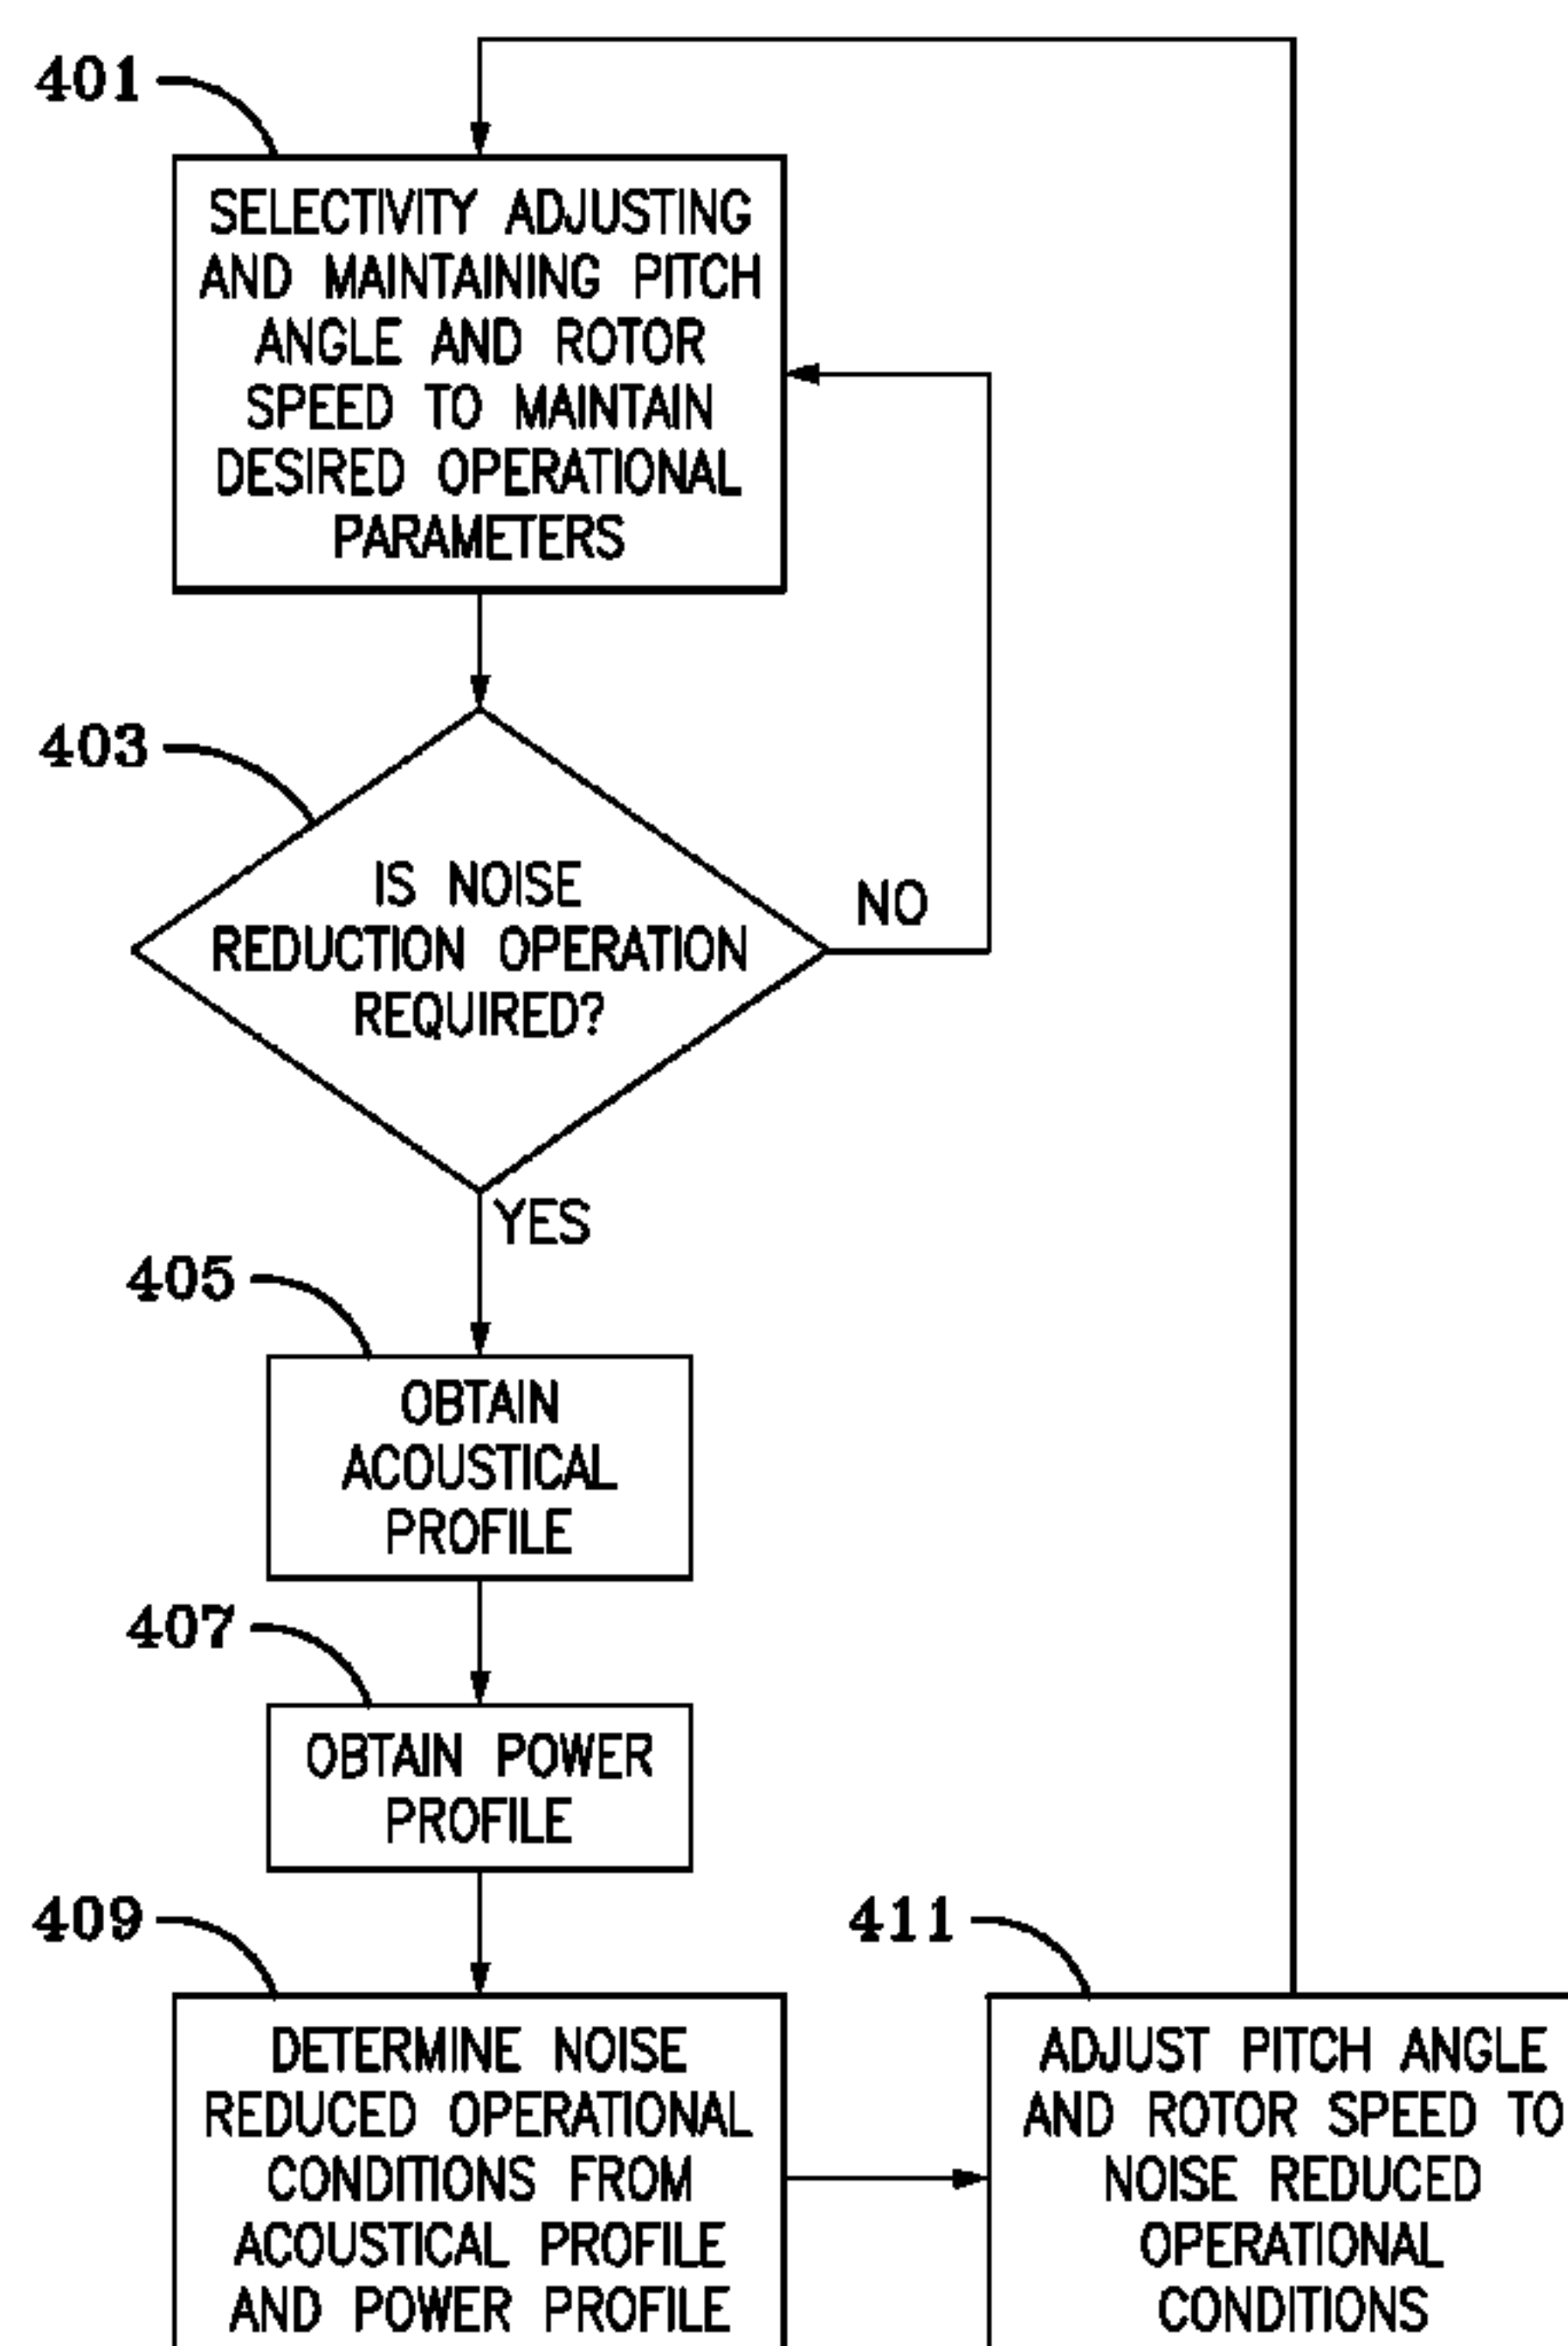 401
SELECTIVITY ADJUSTING
AND MAINTAINING PITCH
ANGLE AND ROTOR
SPEED TO MAINTAIN
DESIRED OPERATIONAL
PARAMETERS
403
IS NOISE
REDUCTION OPERATION
REQUIRED?
NO
YES
405
OBTAIN
ACOUSTICAL
PROFILE
407
OBTAIN POWER
PROFILE
409
DETERMINE NOISE
REDUCED OPERATIONAL
CONDITIONS FROM
ACOUSTICAL PROFILE
AND POWER PROFILE
411
ADJUST PITCH ANGLE
AND ROTOR SPEED TO
NOISE REDUCED
OPERATIONAL
CONDITIONS